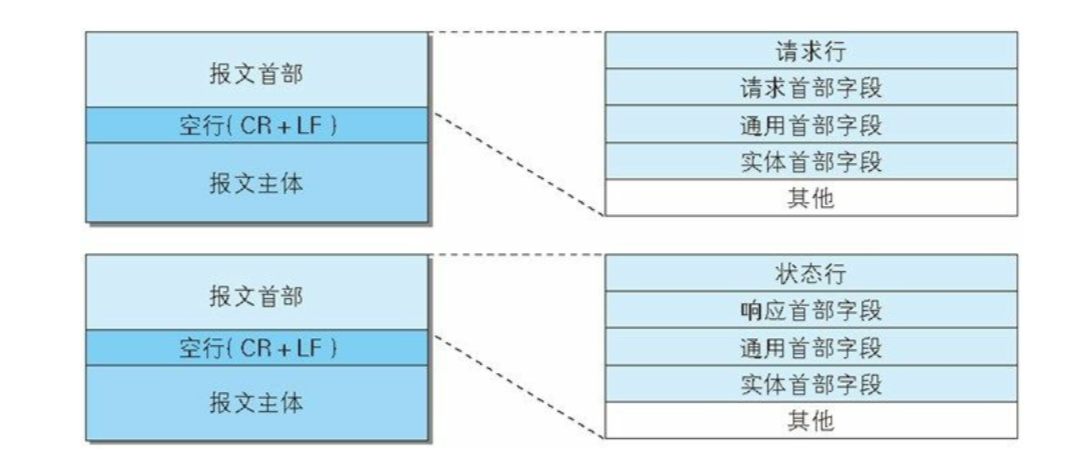 报文首部
空行(CR+LF)
报文主体
请求行
请求首部字段
通用首部字段
实体首部字段
其他
报文首部
空行(CR+LF)
报文主体
状态行
响应首部字段
通用首部字段
实体首部字段
其他